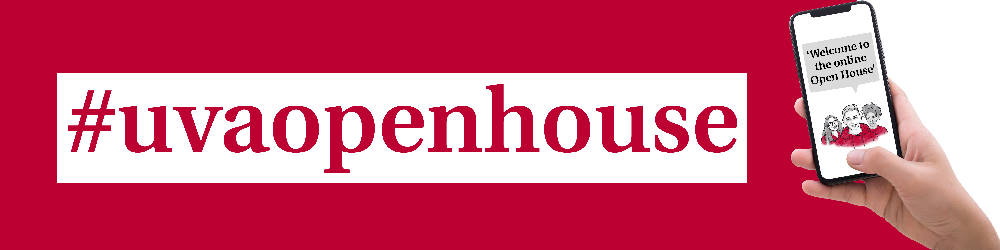 #uvaopenhouse
‘Welcome to
the online
Open House’